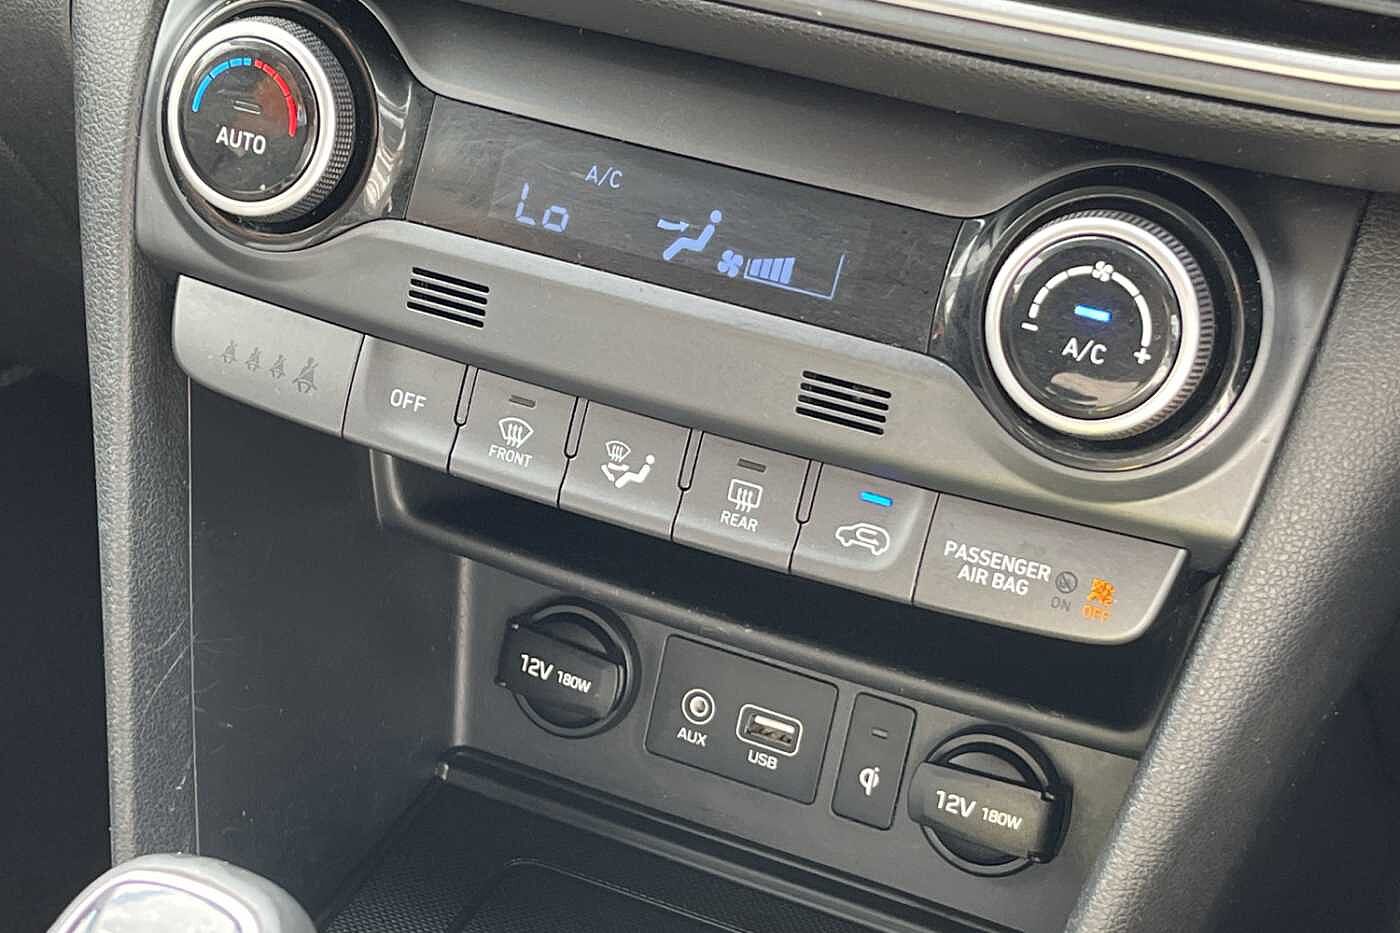 AUTO
A/C
Lo
A/C
- +
OFF
FRONT
REAR
PASSENGER
AIR BAG
ON
OFF
12V 180W
AUX
USB
12V 180W